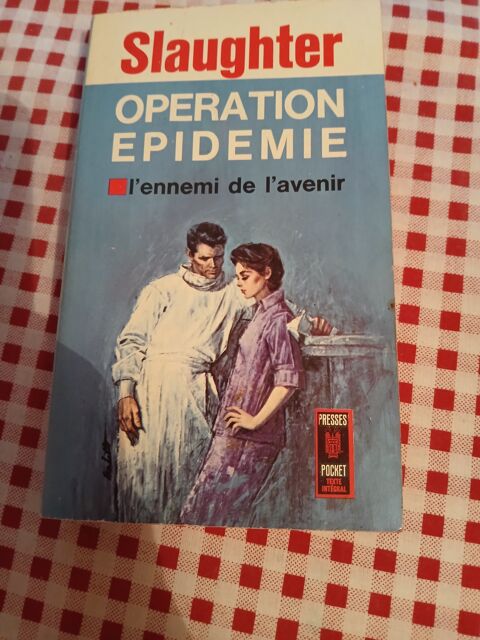 Slaughter
OPERATION
EPIDEMIE
l'ennemi de l'avenir
PRESSES
POCKET
TEXTE
INTÉGRAL